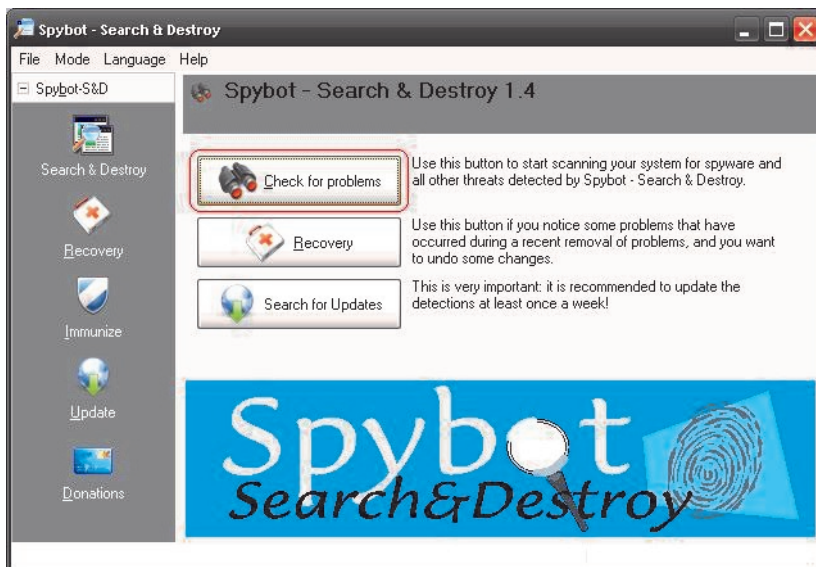 Spybot - Search & Destroy
File Mode Language Help
Spybot-S&D
Search & Destroy
Recovery
Immunize
Update
Donations
Spybot - Search & Destroy 1.4
Check for problems
Use this button to start scanning your system for spyware and
all other threats detected by Spybot - Search & Destroy.
Recovery
Use this button if you notice some problems that have
occurred during a recent removal of problems, and you want
to undo some changes.
Search for Updates
This is very important: it is recommended to update the
detections at least once a week!
Spybot
Search&Destroy